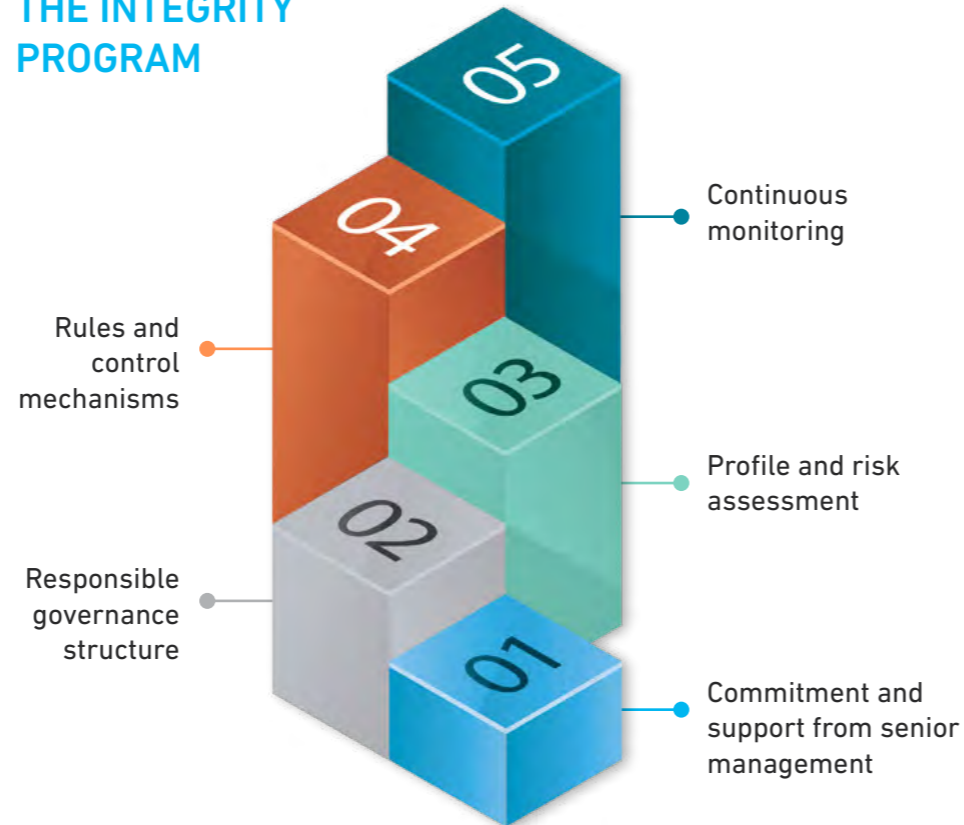 THE INTEGRITY
PROGRAM
05
Continuous
monitoring
04
Rules and
control
mechanisms
03
Profile and risk
assessment
02
Responsible
governance
structure
01
Commitment and
support from senior
management